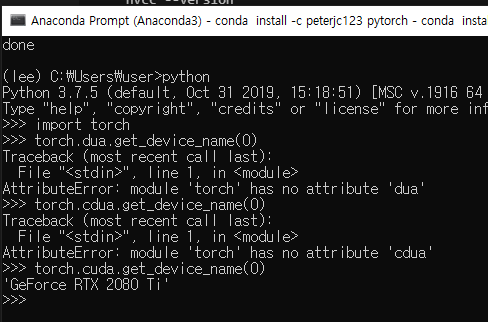 nvcc --version
Anaconda Prompt (Anaconda3) - conda  install -c peterjc123 pytorch - conda  insta
done
(lee) C:₩Users₩user>python
Python 3.7.5 (default, Oct 31 2019, 15:18:51) [MSC v.1916 64
Type "help", "copyright", "credits" or "license" for more inf
>>> import torch
>>> torch.dua.get_device_name(0)
Traceback (most recent call last):
  File "<stdin>", line 1, in <module>
AttributeError: module 'torch' has no attribute 'dua'
>>> torch.cdua.get_device_name(0)
Traceback (most recent call last):
  File "<stdin>", line 1, in <module>
AttributeError: module 'torch' has no attribute 'cdua'
>>> torch.cuda.get_device_name(0)
'GeForce RTX 2080 Ti'
>>>